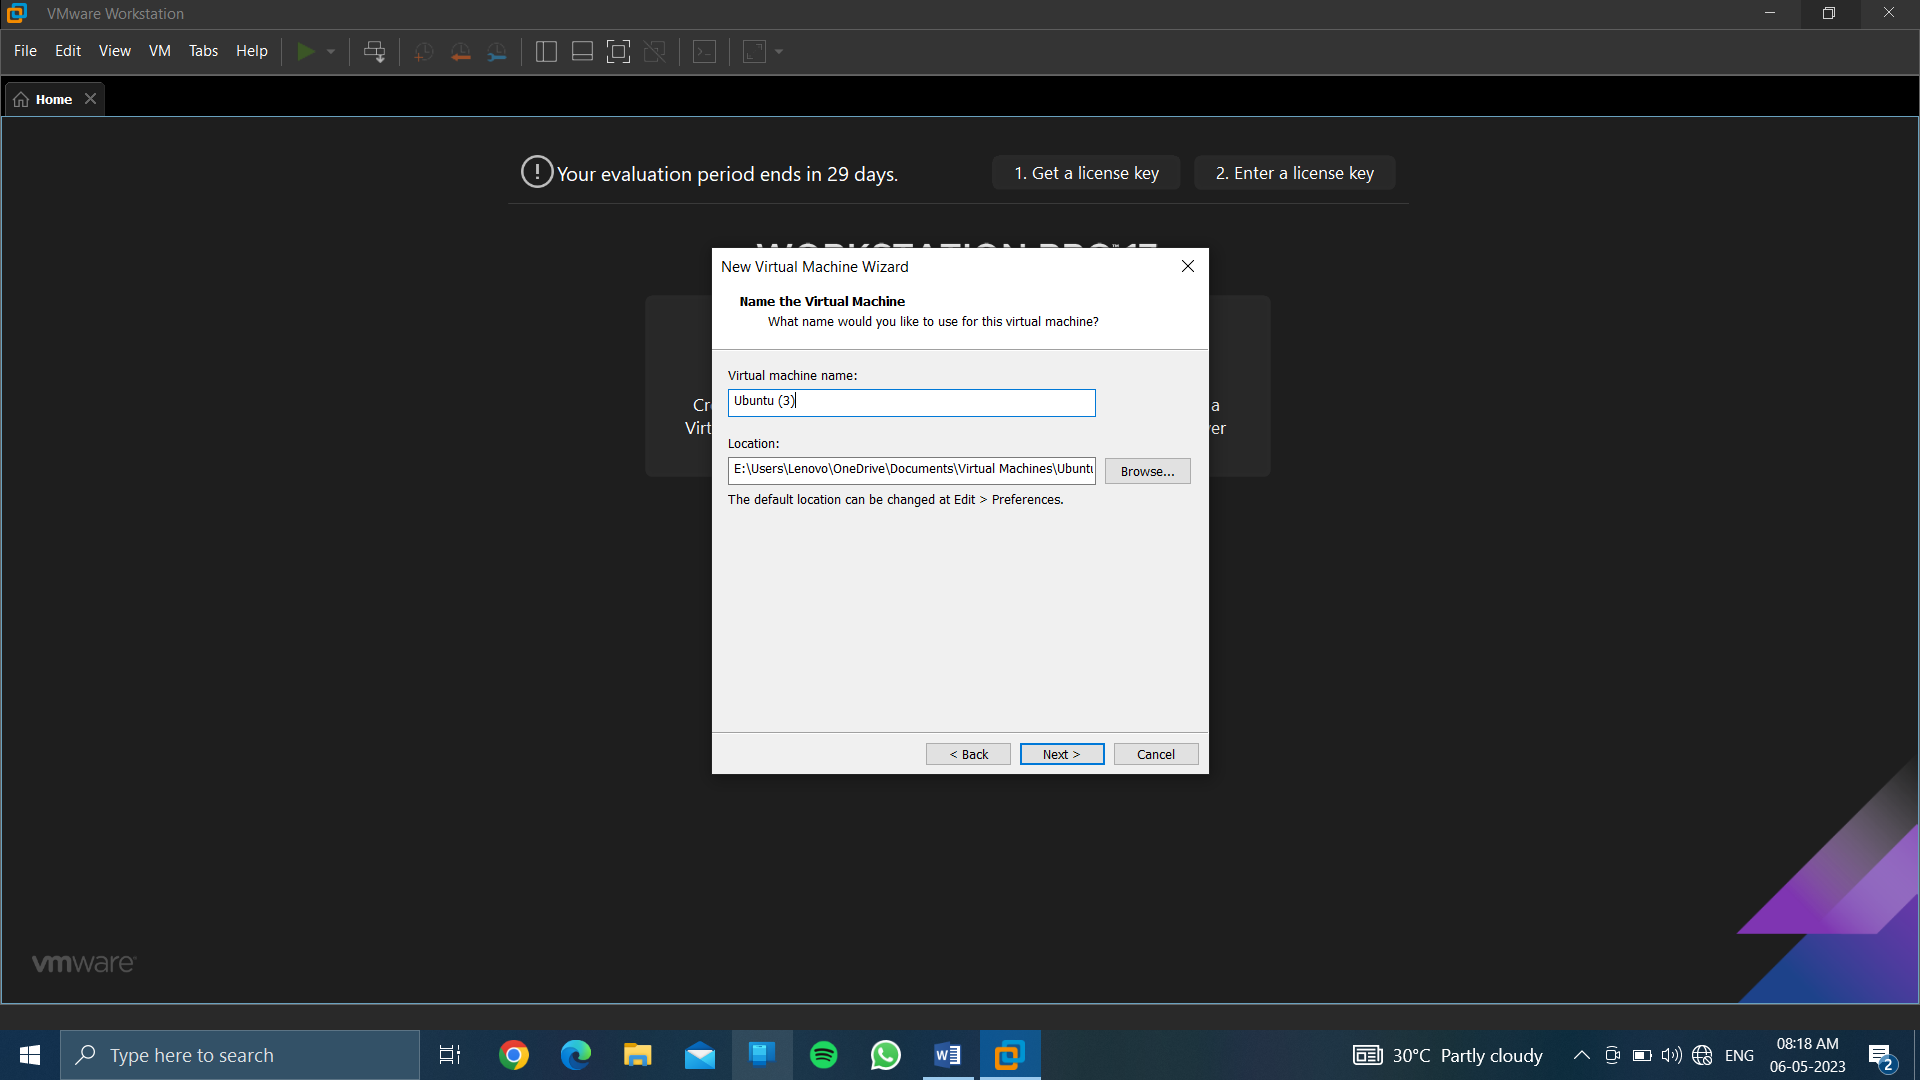 VMware Workstation
File Edit View VM Tabs Help
Home
! Your evaluation period ends in 29 days. 1. Get a license key 2. Enter a license key
New Virtual Machine Wizard
Name the Virtual Machine
What name would you like to use for this virtual machine?
Virtual machine name:
Ubuntu (3)
Location:
E:\Users\Lenovo\OneDrive\Documents\Virtual Machines\Ubuntu
Browse...
The default location can be changed at Edit > Preferences.
< Back Next > Cancel
vmware
Type here to search
30°C Partly cloudy
ENG
08:18 AM
06-05-2023
2